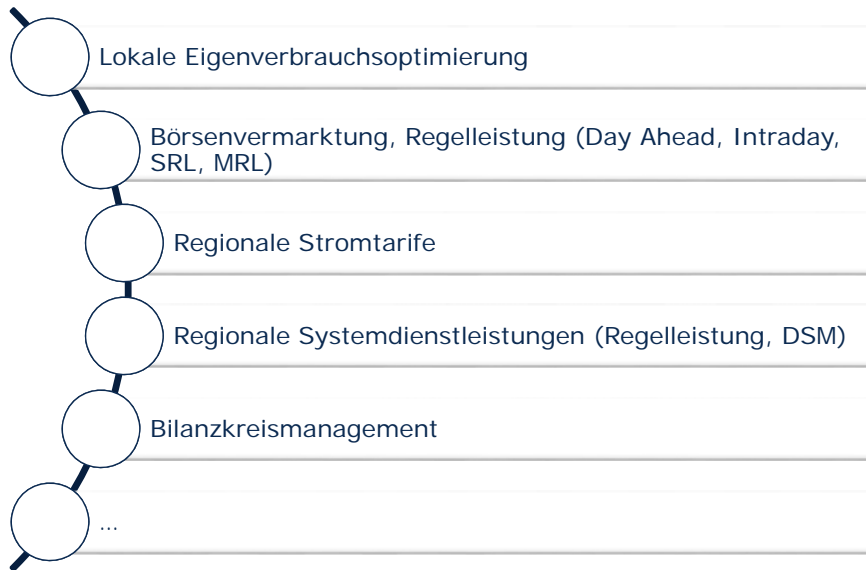 Lokale Eigenverbrauchsoptimierung
Börsenvermarktung, Regelleistung (Day Ahead, Intraday,
SRL, MRL)
Regionale Stromtarife
Regionale Systemdienstleistungen (Regelleistung, DSM)
Bilanzkreismanagement
...